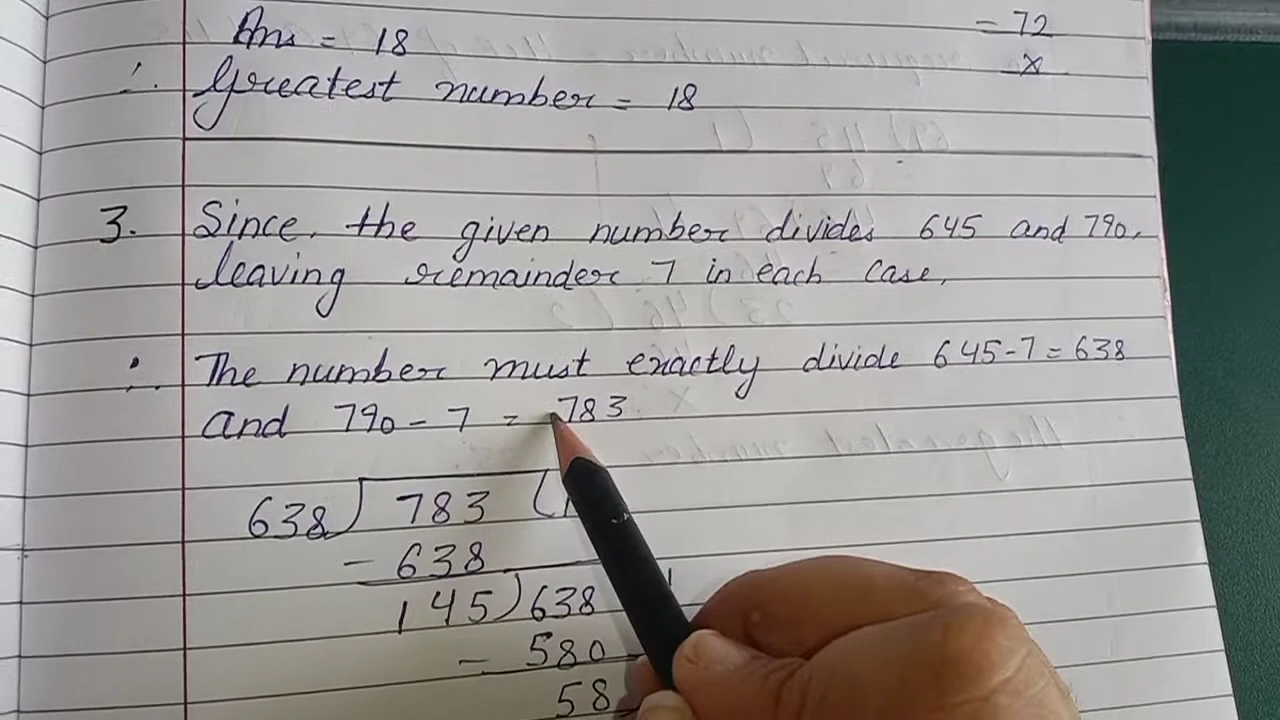 = 72
Ans = 18
×
∴ Greatest number = 18
3. Since, the given number divides 645 and 790,
leaving remainder 7 in each case,
∴ The number must exactly divide 645-7=638
and 790-7 = 783
638)783(1
- 638
145)638
- 580
58